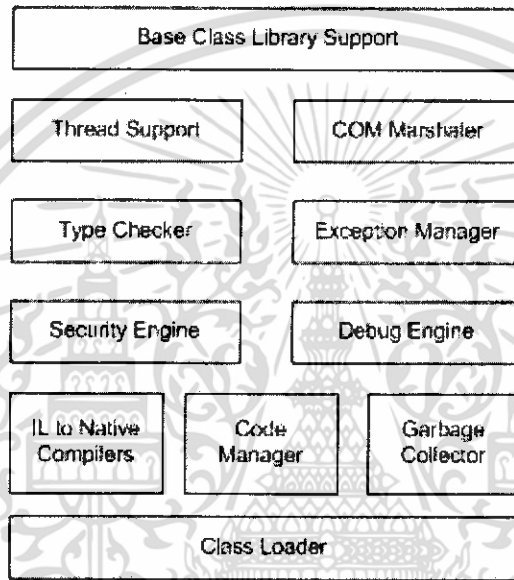 Base Class Library Support
Thread Support
COM Marshaler
Type Checker
Exception Manager
Security Engine
Debug Engine
IL to Native
Compilers
Code
Manager
Garbage
Collector
Class Loader